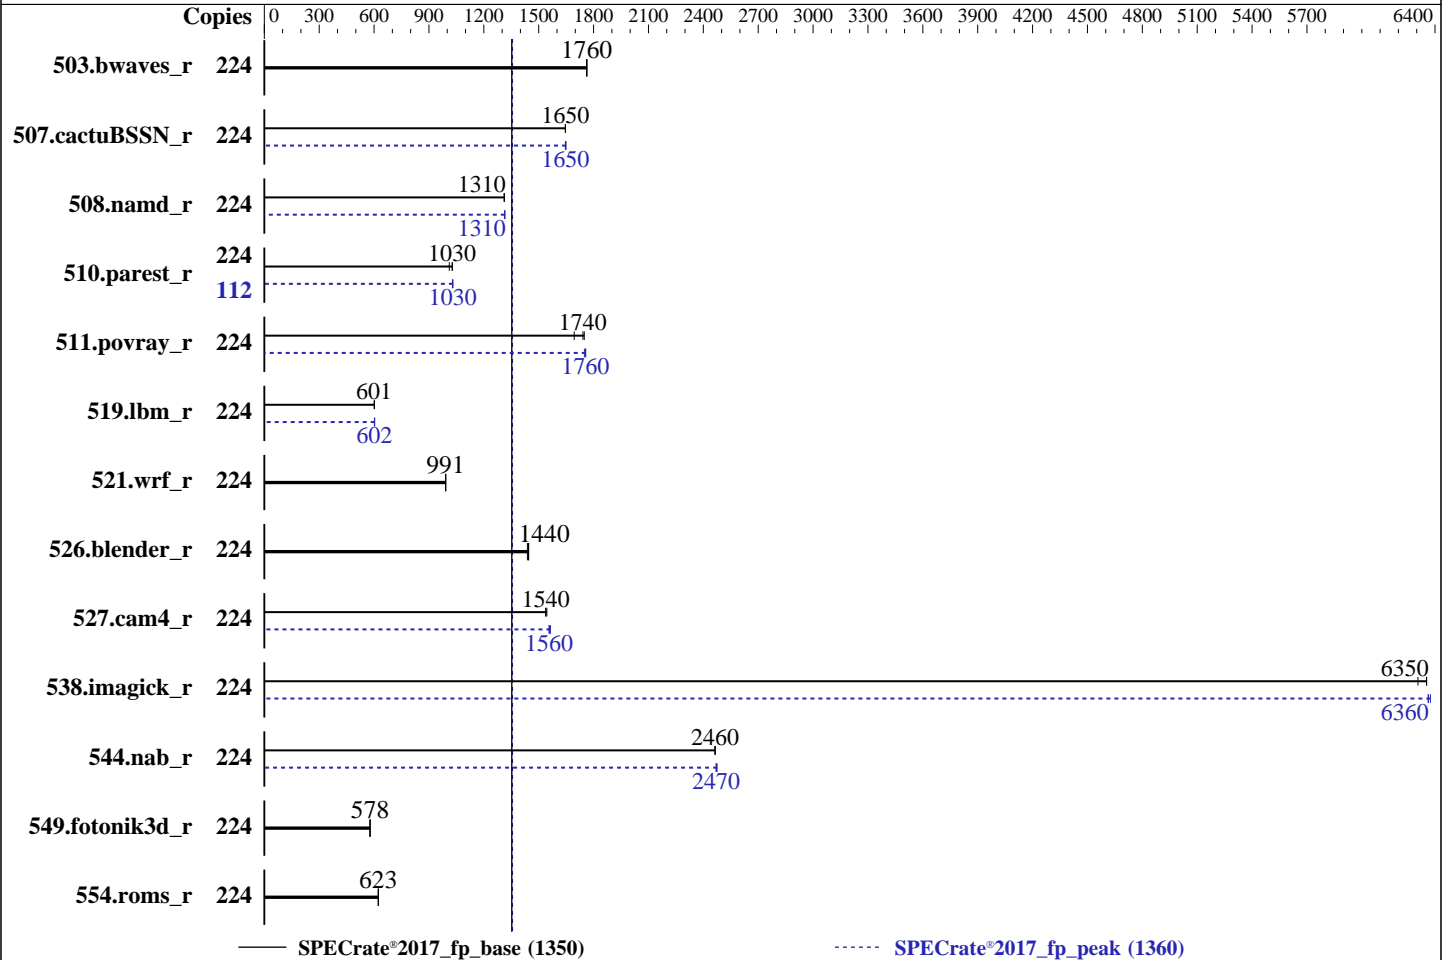 Copies 0 300 600 900 1200 1500 1800 2100 2400 2700 3000 3300 3600 3900 4200 4500 4800 5100 5400 5700 6400
503.bwaves_r 224 1760
507.cactuBSSN_r 224 1650
1650
508.namd_r 224 1310
1310
510.parest_r 224 1030
112 1030
511.povray_r 224 1740
1760
519.lbm_r 224 601
602
521.wrf_r 224 991
526.blender_r 224 1440
527.cam4_r 224 1540
1560
538.imagick_r 224 6350
6360
544.nab_r 224 2460
2470
549.fotonik3d_r 224 578
554.roms_r 224 623
SPECrate®2017_fp_base (1350) SPECrate®2017_fp_peak (1360)